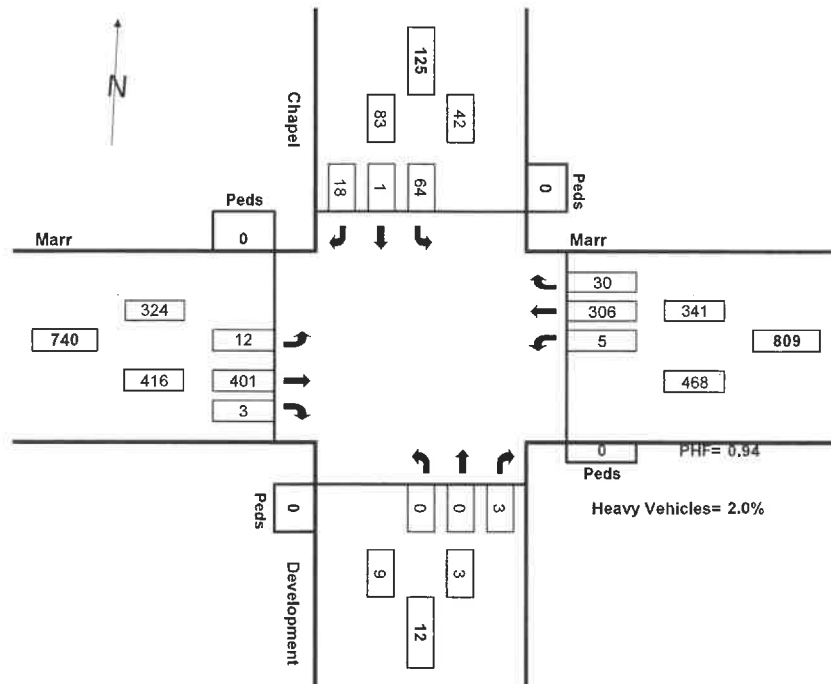 N
Chapel
125
83
42
18
1
64
0
Peds
Peds
0
Marr
Marr
324
740
12
416
401
3
30
306
341
5
809
468
0
PHF= 0.94
Peds
Heavy Vehicles= 2.0%
Peds
0
0
0
3
Development
9
3
12